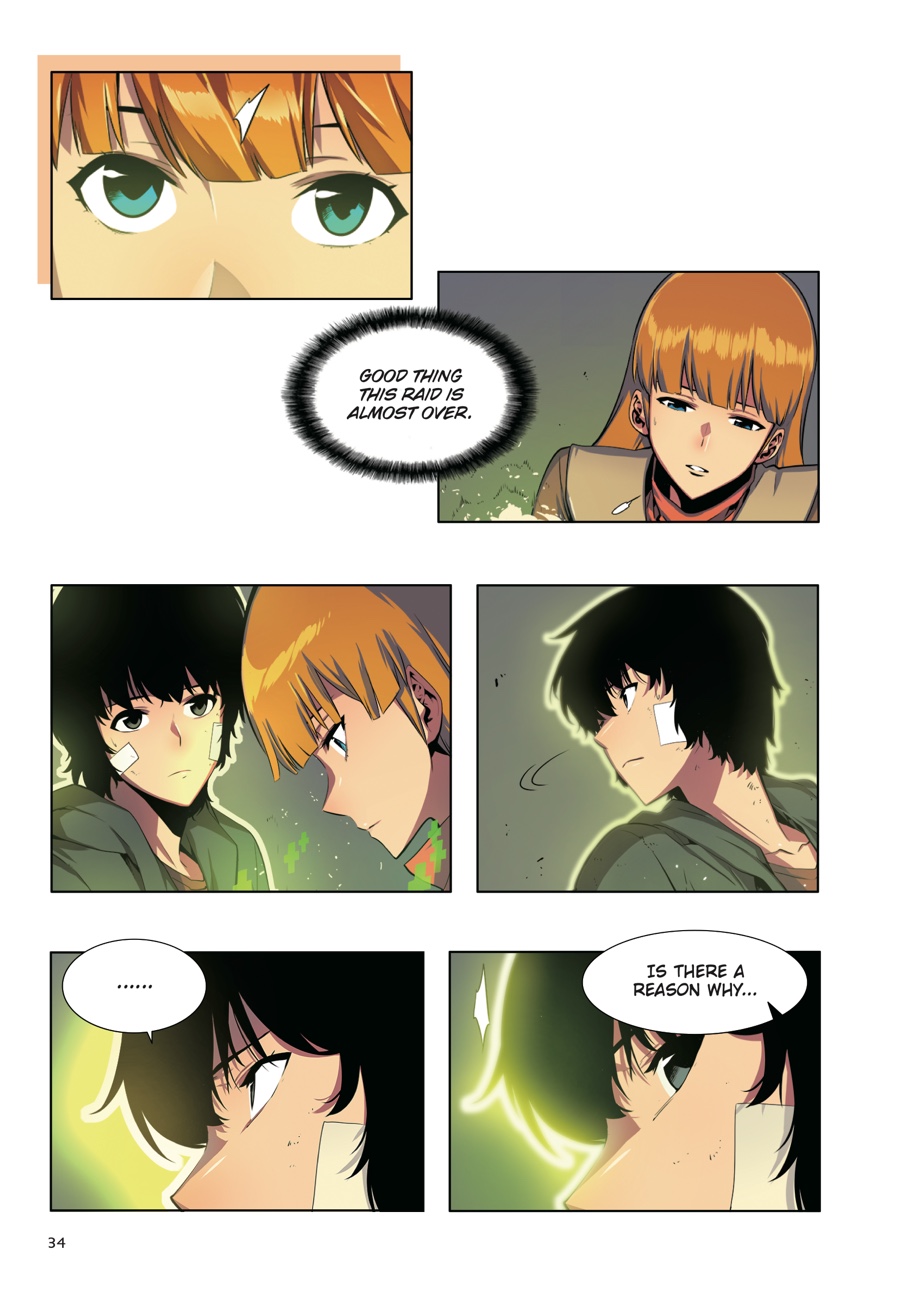 GOOD THING
THIS RAID IS
ALMOST OVER.
......
IS THERE A
REASON WHY...
34